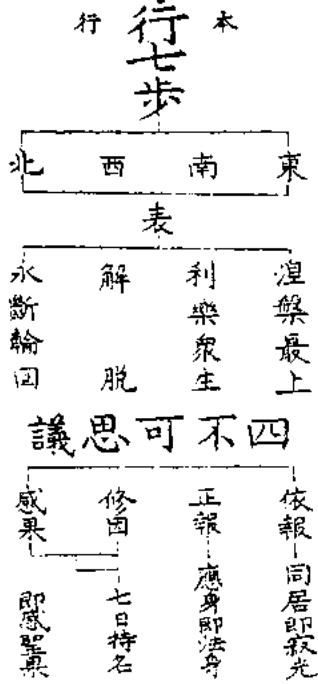 本行
行七步
東
南
西
北
表
涅槃最上
利樂衆生
解脫
永斷輪回
四不可思議
依報
同居即寂光
正報
應身即法身
修因
七日持名
感果
即感聖果